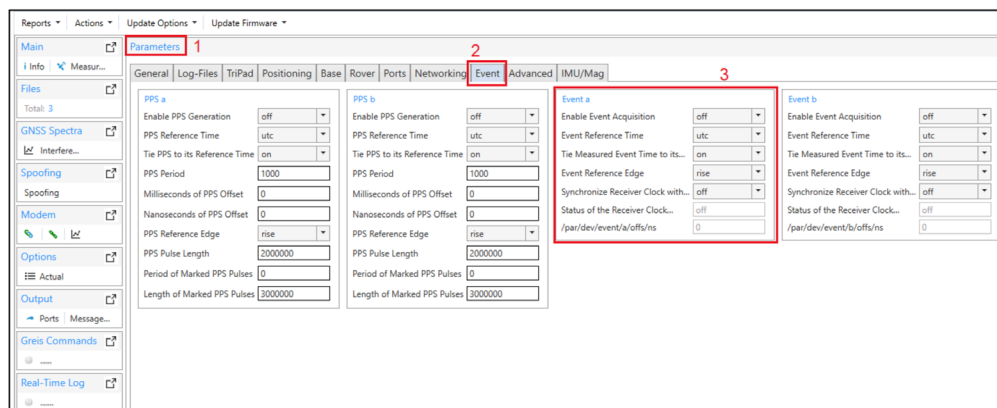 Reports Actions Update Options Update Firmware
Main
i Info Measur...
Files
Total: 3
GNSS Spectra
Interfere...
Spoofing
Spoofing
Modem
Options
Actual
Output
Ports Message...
Greis Commands
......
Real-Time Log
......
Parameters 1
2
General Log-Files TriPad Positioning Base Rover Ports Networking Event Advanced IMU/Mag
3
PPS a
Enable PPS Generation off
PPS Reference Time utc
Tie PPS to its Reference Time on
PPS Period 1000
Milliseconds of PPS Offset 0
Nanoseconds of PPS Offset 0
PPS Reference Edge rise
PPS Pulse Length 2000000
Period of Marked PPS Pulses 0
Length of Marked PPS Pulses 3000000
PPS b
Enable PPS Generation off
PPS Reference Time utc
Tie PPS to its Reference Time on
PPS Period 1000
Milliseconds of PPS Offset 0
Nanoseconds of PPS Offset 0
PPS Reference Edge rise
PPS Pulse Length 2000000
Period of Marked PPS Pulses 0
Length of Marked PPS Pulses 3000000
Event a
Enable Event Acquisition off
Event Reference Time utc
Tie Measured Event Time to its... on
Event Reference Edge rise
Synchronize Receiver Clock with... off
Status of the Receiver Clock... off
/par/dev/event/a/offs/ns 0
Event b
Enable Event Acquisition off
Event Reference Time utc
Tie Measured Event Time to its... on
Event Reference Edge rise
Synchronize Receiver Clock with... off
Status of the Receiver Clock... off
/par/dev/event/b/offs/ns 0